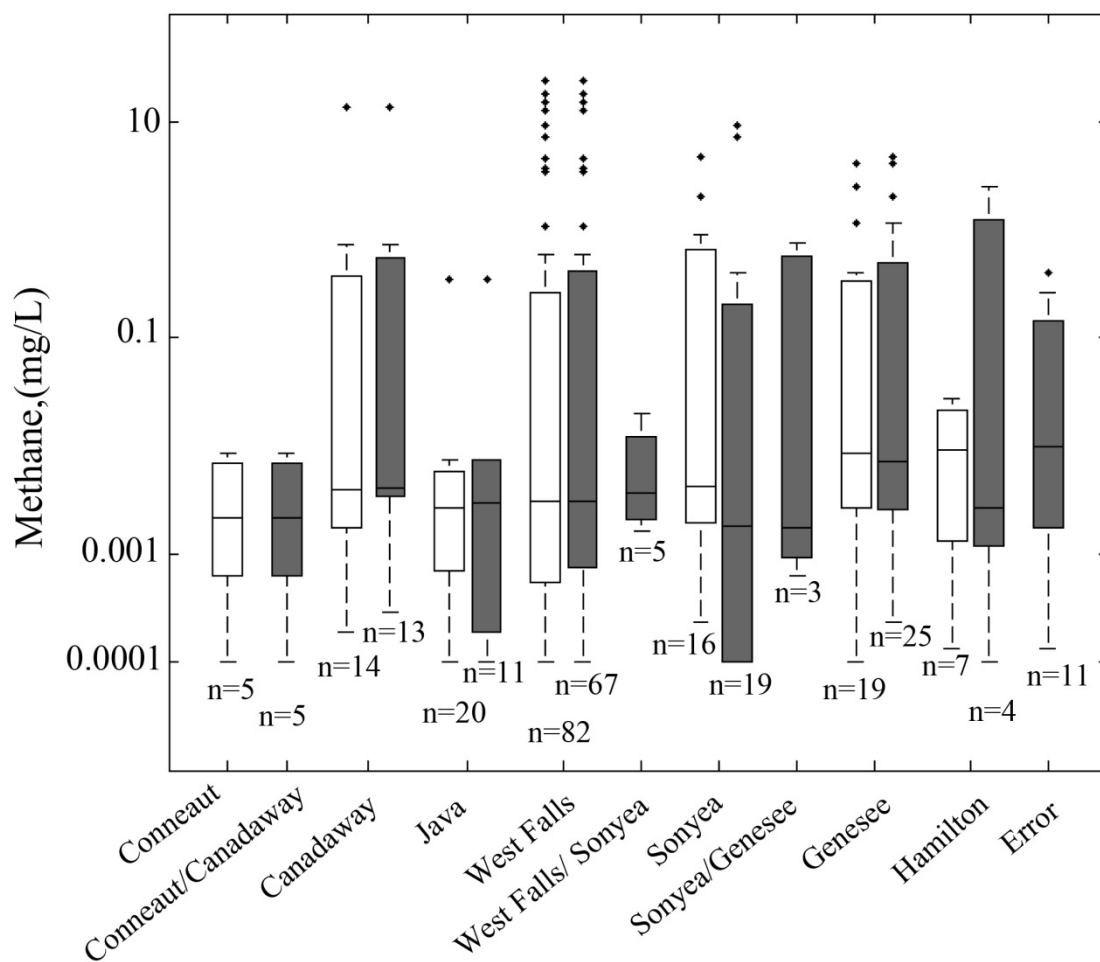 Methane,(mg/L)
10
0.1
0.001
0.0001
n=5
n=5
n=14
n=13
n=20
n=11
n=82
n=67
n=5
n=16
n=19
n=3
n=19
n=25
n=7
n=4
n=11
Conneaut
Conneaut/Canadaway
Canadaway
Java
West Falls
West Falls/ Sonyea
Sonyea
Sonyea/Genesee
Genesee
Hamilton
Error